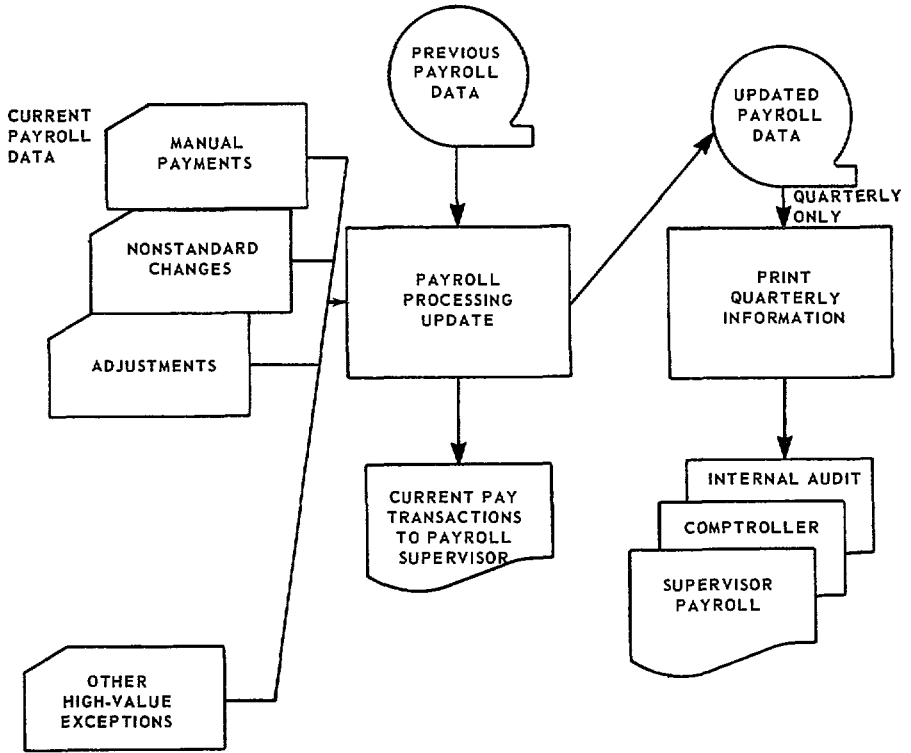 CURRENT
PAYROLL
DATA
MANUAL
PAYMENTS
NONSTANDARD
CHANGES
ADJUSTMENTS
OTHER
HIGH-VALUE
EXCEPTIONS
PREVIOUS
PAYROLL
DATA
PAYROLL
PROCESSING
UPDATE
CURRENT PAY
TRANSACTIONS
TO PAYROLL
SUPERVISOR
UPDATED
PAYROLL
DATA
QUARTERLY
ONLY
PRINT
QUARTERLY
INFORMATION
INTERNAL AUDIT
COMPTROLLER
SUPERVISOR
PAYROLL